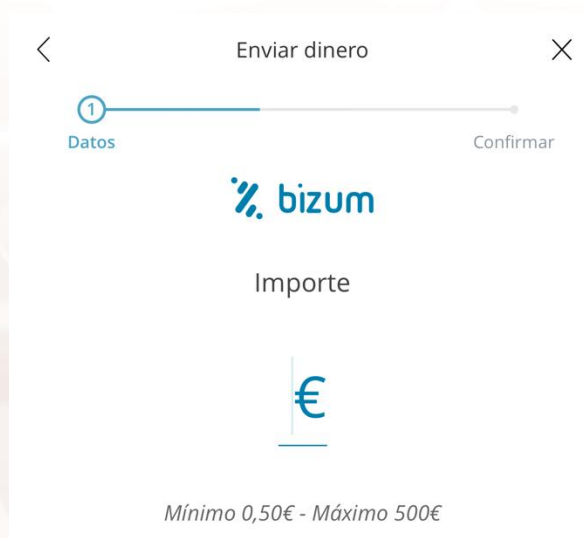 Enviar dinero
1
Datos
Confirmar
bizum
Importe
€
Mínimo 0,50€ - Máximo 500€